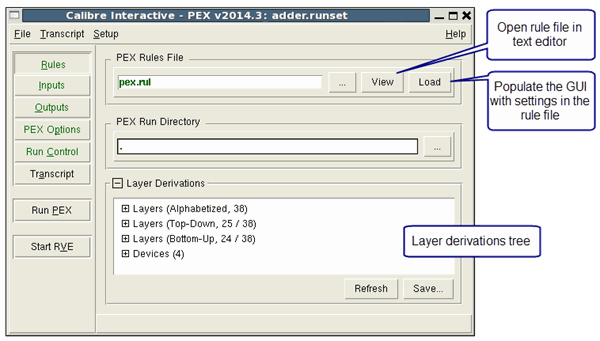 Calibre Interactive - PEX v2014.3: adder.runset
File Transcript Setup Help
Rules
Inputs
Outputs
PEX Options
Run Control
Transcript
Run PEX
Start RVE
PEX Rules File
pex.rul ... View Load
PEX Run Directory
. ...
Layer Derivations
Layers (Alphabetized, 38)
Layers (Top-Down, 25 / 38)
Layers (Bottom-Up, 24 / 38)
Devices (4)
Refresh Save...
Open rule file in
text editor
Populate the GUI
with settings in the
rule file
Layer derivations tree